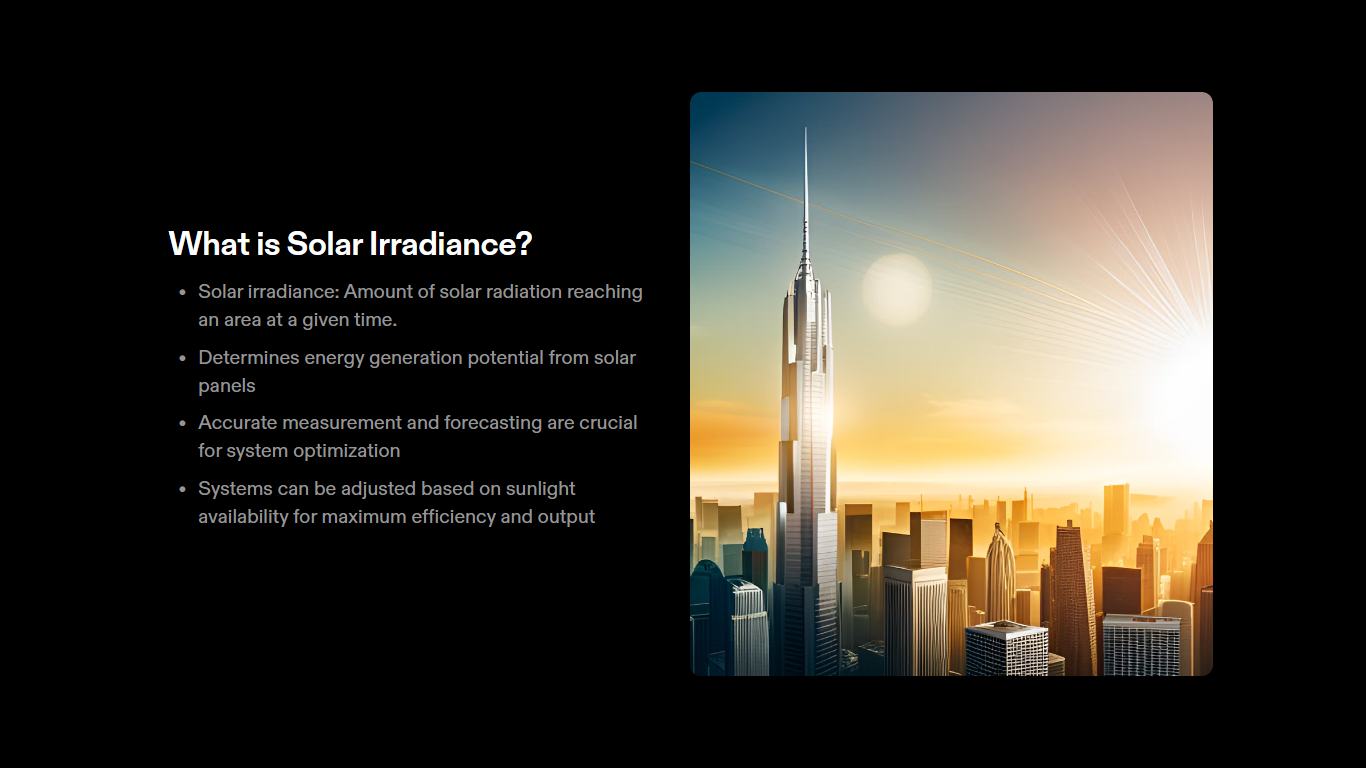 What is Solar Irradiance?
• Solar irradiance: Amount of solar radiation reaching
an area at a given time.
• Determines energy generation potential from solar
panels
• Accurate measurement and forecasting are crucial
for system optimization
• Systems can be adjusted based on sunlight
availability for maximum efficiency and output